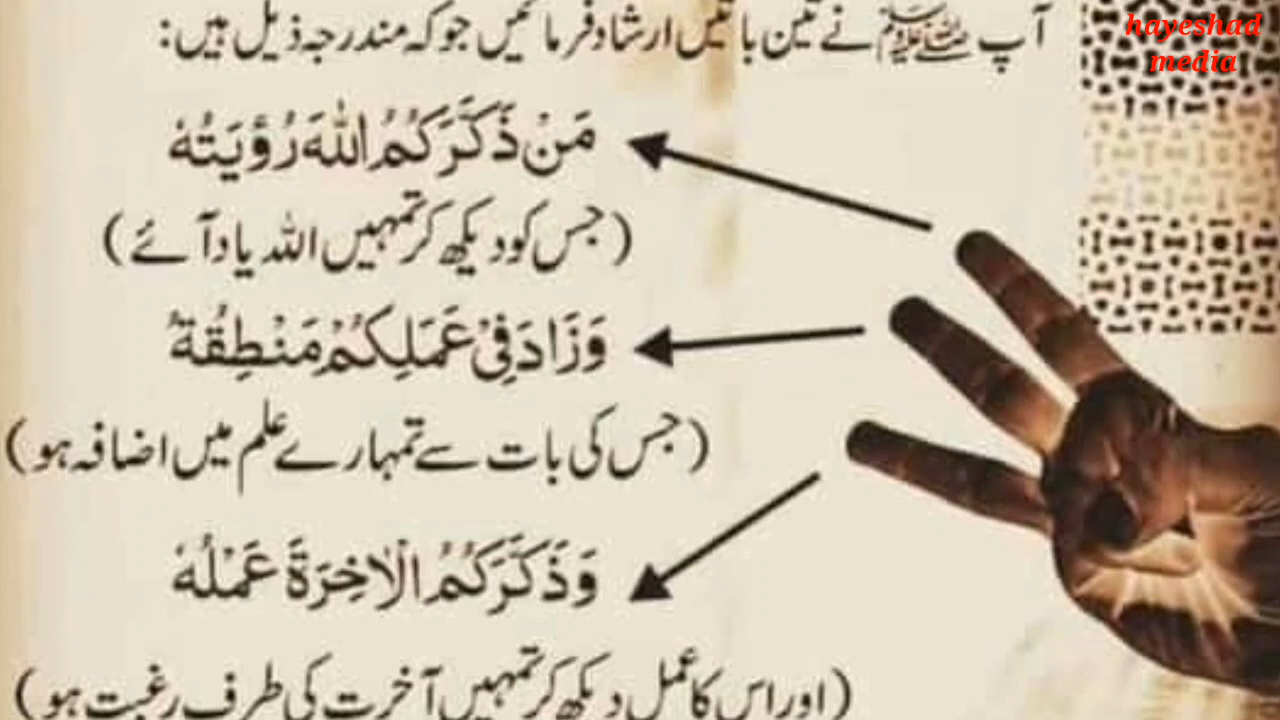 hayeshad
media
آپ ﷺ نے تین باتیں ارشاد فرمائیں جو کہ مندرجہ ذیل ہیں:
مَنْ ذَكَّرَكُمُ اللهَ رُؤْيَتُهٗ
(جس کو دیکھ کر تمہیں اللہ یاد آئے)
وَزَادَ فِیْ عَمَلِكُمْ مَنْطِقُهٗ
(جس کی بات سے تمہارے علم میں اضافہ ہو)
وَذَكَّرَكُمُ الْاٰخِرَةَ عَمَلُهٗ
(اور اس کا عمل دیکھ کر تمہیں آخرت کی طرف رغبت ہو)